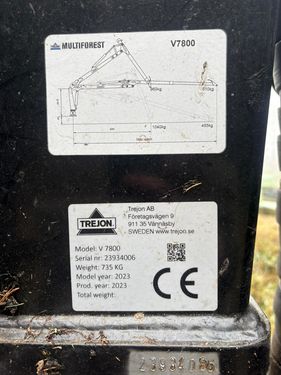 MULTIFOREST V7800
TREJON
Trejon AB
Företagsvägen 9
911 35 Vännäsby
SWEDEN www.trejon.se
Model: V 7800
Serial nr: 23934006
Weight: 735 KG
Model year: 2023
Prod. year: 2023
Total weight:
CE
23934006